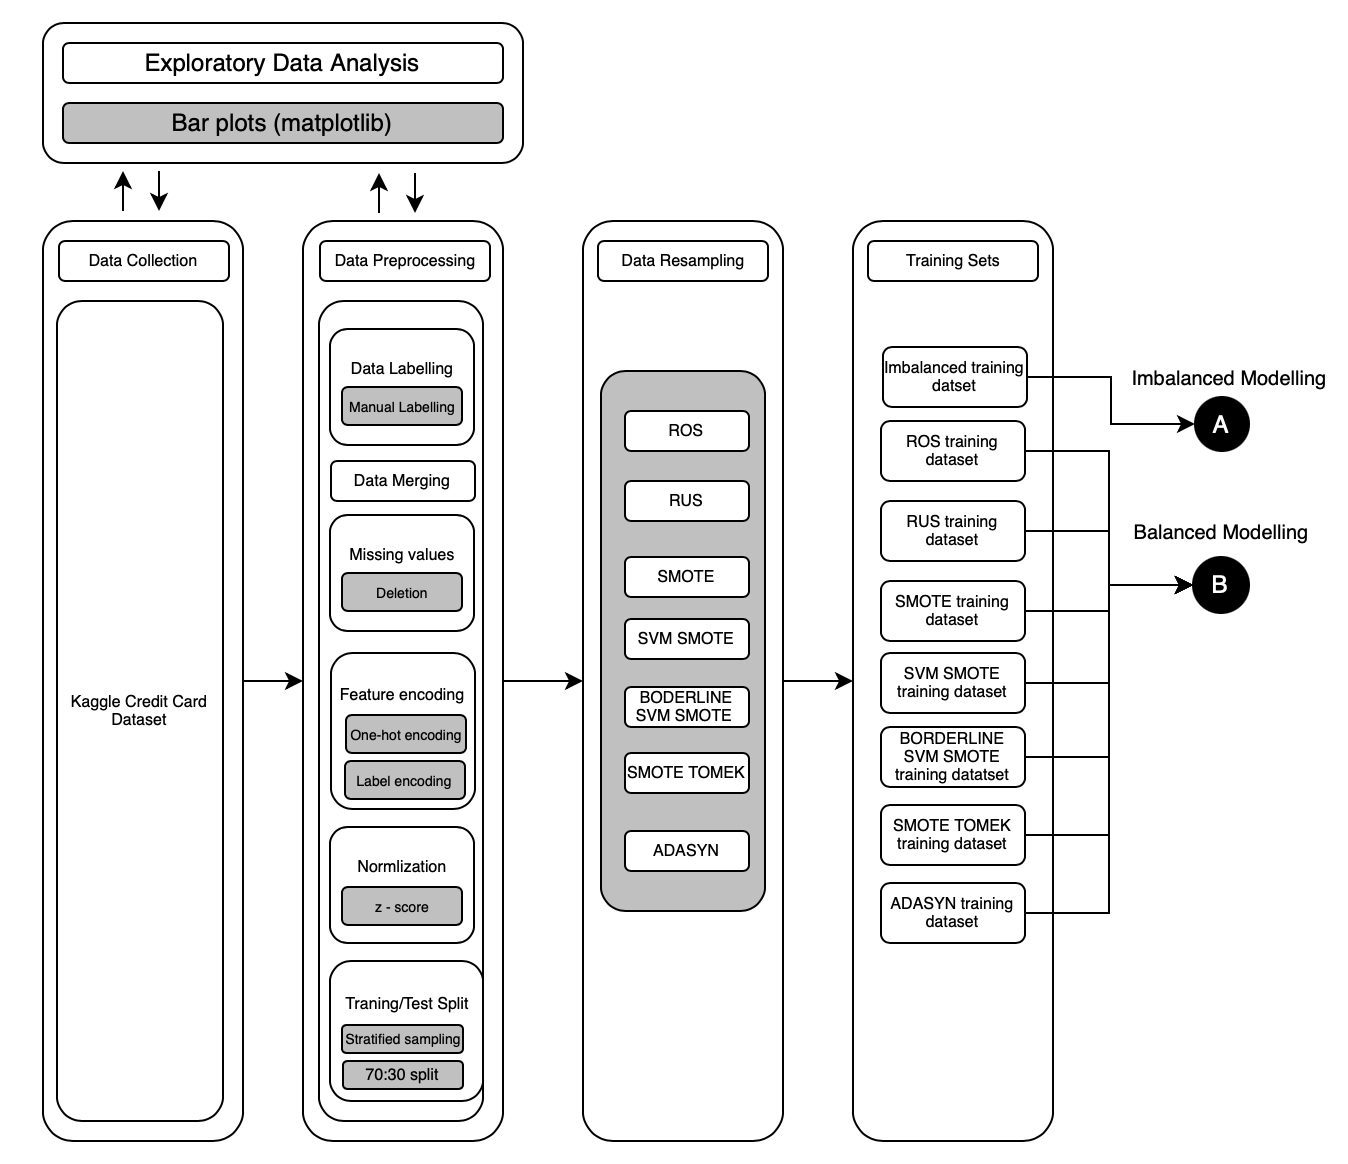 Exploratory Data Analysis
Bar plots (matplotlib)
Data Collection
Kaggle Credit Card
Dataset
Data Preprocessing
Data Labelling
Manual Labelling
Data Merging
Missing values
Deletion
Feature encoding
One-hot encoding
Label encoding
Normlization
z - score
Traning/Test Split
Stratified sampling
70:30 split
Data Resampling
ROS
RUS
SMOTE
SVM SMOTE
BODERLINE
SVM SMOTE
SMOTE TOMEK
ADASYN
Training Sets
Imbalanced training
datset
ROS training
dataset
RUS training
dataset
SMOTE training
dataset
SVM SMOTE
training dataset
BORDERLINE
SVM SMOTE
training datatset
SMOTE TOMEK
training dataset
ADASYN training
dataset
Imbalanced Modelling
A
Balanced Modelling
B